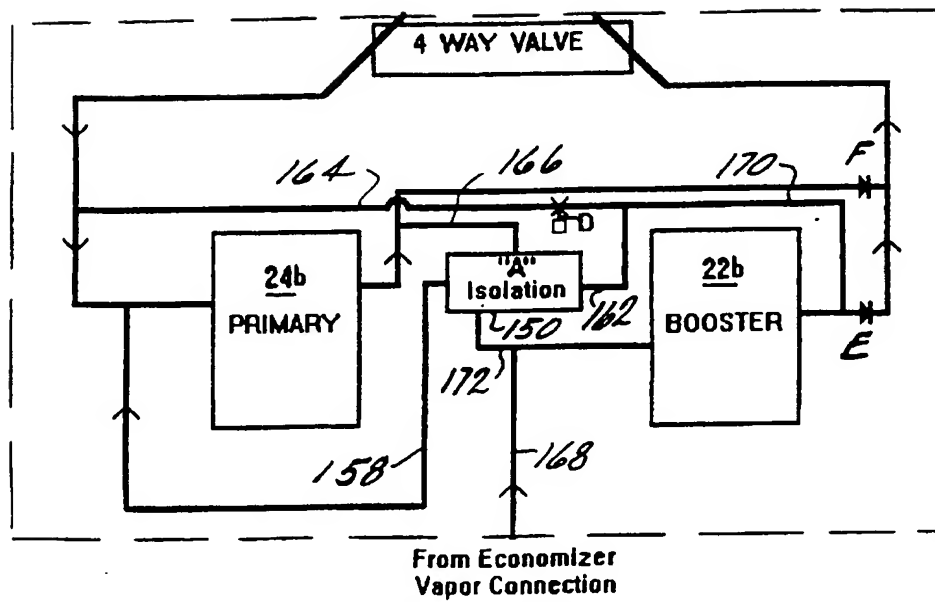 4 WAY VALVE
F
164
166
170
D
24b
PRIMARY
"A"
Isolation
150
162
22b
BOOSTER
E
172
158
168
From Economizer
Vapor Connection